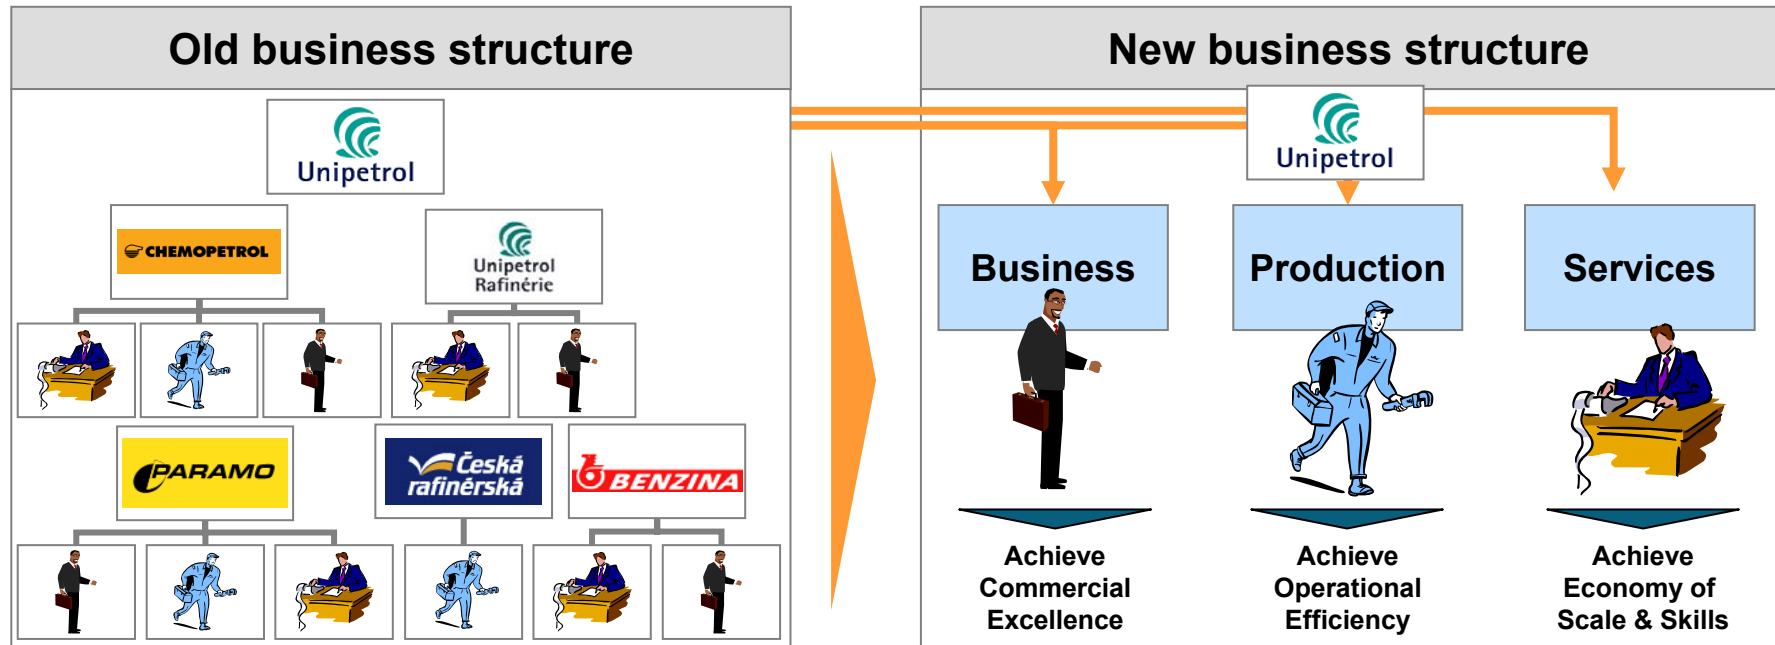 Old business structure
New business structure
Unipetrol
Unipetrol
CHEMOPETROL
Unipetrol
Rafinérie
Business
Production
Services
PARAMO
Česká
rafinérská
BENZINA
Achieve
Commercial
Excellence
Achieve
Operational
Efficiency
Achieve
Economy of
Scale & Skills